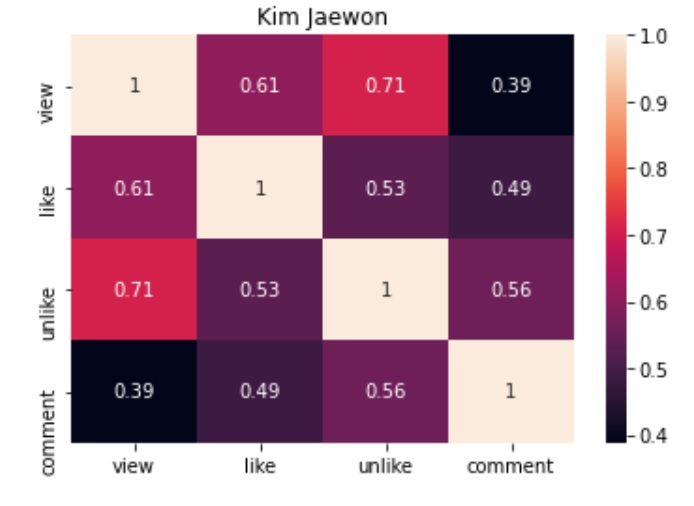 Kim Jaewon
view 1 0.61 0.71 0.39
like 0.61 1 0.53 0.49
unlike 0.71 0.53 1 0.56
comment 0.39 0.49 0.56 1
view like unlike comment
1.0
0.9
0.8
0.7
0.6
0.5
0.4